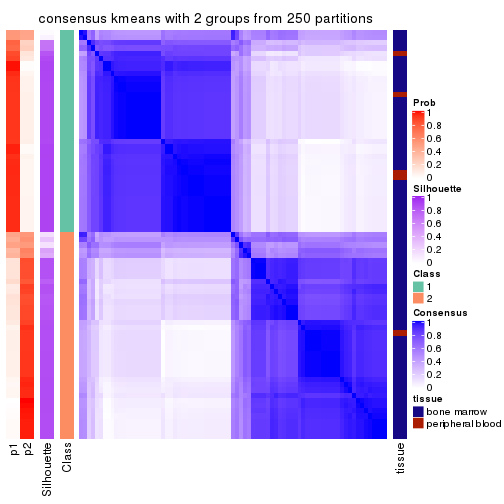 consensus kmeans with 2 groups from 250 partitions
Prob
1
0.8
0.6
0.4
0.2
0
Silhouette
1
0.8
0.6
0.4
0.2
0
Class
1
2
Consensus
1
0.8
0.6
0.4
0.2
0
tissue
bone marrow
peripheral blood
p1
p2
Silhouette
Class
tissue